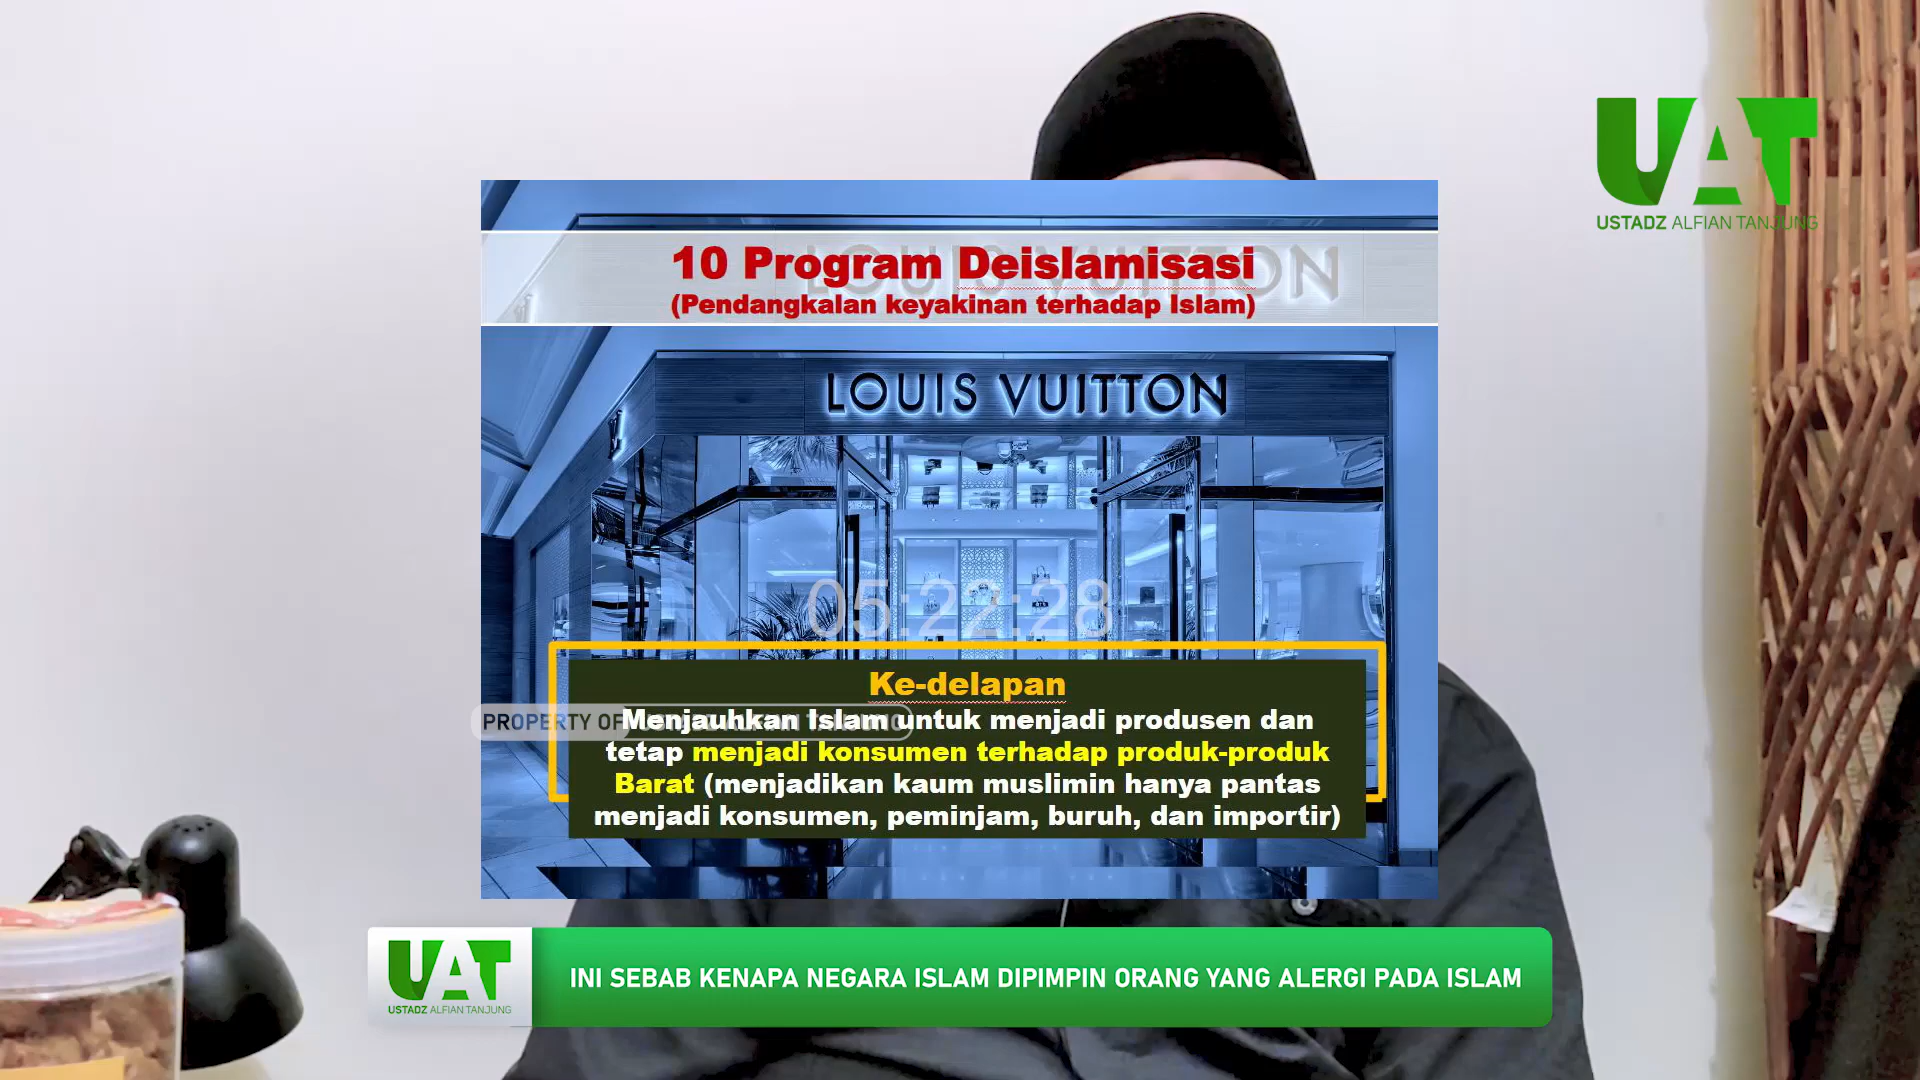 UAT
USTADZ ALFIAN TANJUNG
10 Program Deislamisasi
(Pendangkalan keyakinan terhadap Islam)
LOUIS VUITTON
LOUIS VUITTON
05:22:28
Ke-delapan
PROPERTY OF
Menjauhkan Islam untuk menjadi produsen dan
tetap menjadi konsumen terhadap produk-produk
Barat (menjadikan kaum muslimin hanya pantas
menjadi konsumen, peminjam, buruh, dan importir)
UAT
USTADZ ALFIAN TANJUNG
INI SEBAB KENAPA NEGARA ISLAM DIPIMPIN ORANG YANG ALERGI PADA ISLAM